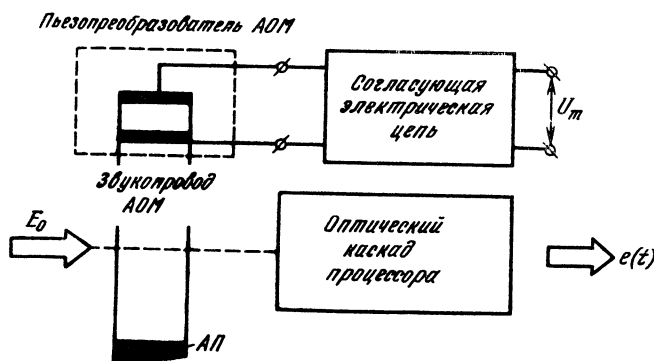 Пьезопреобразователь АОМ
Согласующая
электрическая
цепь
U_m
Звукопровод
АОМ
E_0
Оптический
каскад
процессора
e(t)
АП